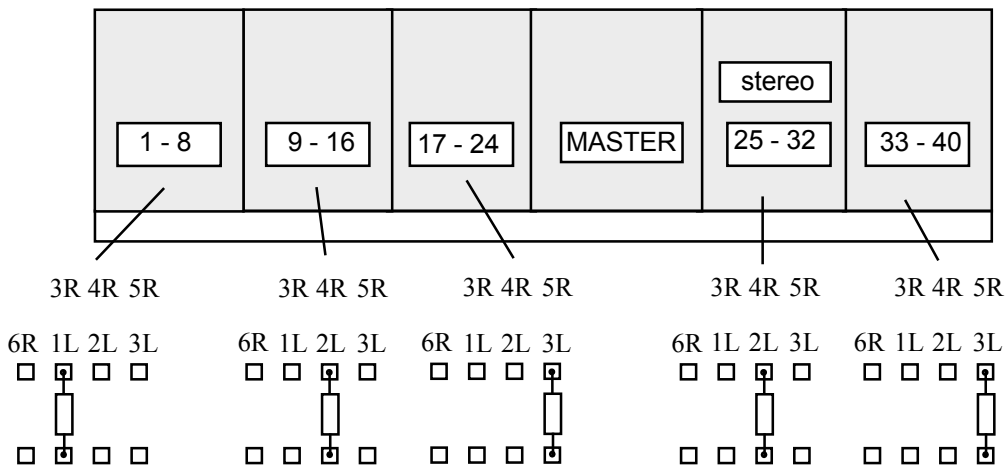 stereo
1 - 8 9 - 16 17 - 24 MASTER 25 - 32 33 - 40
3R 4R 5R 3R 4R 5R 3R 4R 5R 3R 4R 5R 3R 4R 5R
6R 1L 2L 3L 6R 1L 2L 3L 6R 1L 2L 3L 6R 1L 2L 3L 6R 1L 2L 3L